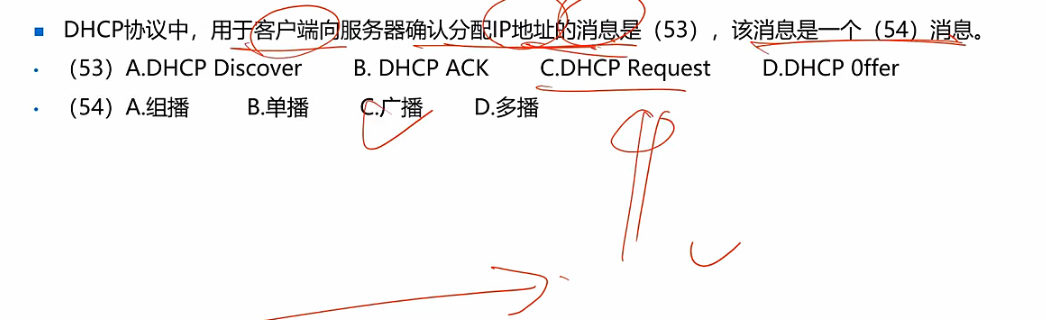 DHCP协议中，用于客户端向服务器确认分配IP地址的消息是（53），该消息是一个（54）消息。
（53）A.DHCP Discover B. DHCP ACK C.DHCP Request D.DHCP 0ffer
（54）A.组播 B.单播 C.广播 D.多播